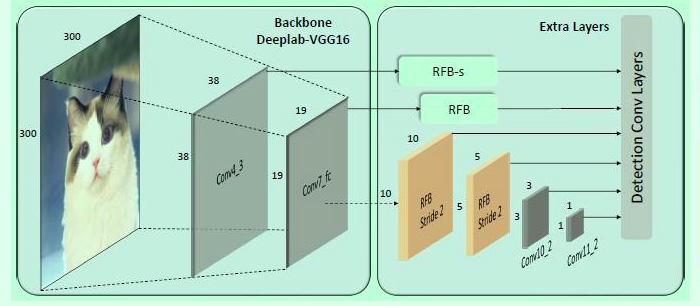 Backbone
Deeplab-VGG16
300
300
38
38
Conv4_3
19
19
Conv7_fc
Extra Layers
RFB-s
RFB
10
10
RFB
Stride 2
5
5
RFB
Stride 2
3
3
Conv10_2
1
1
Conv11_2
Detection Conv Layers